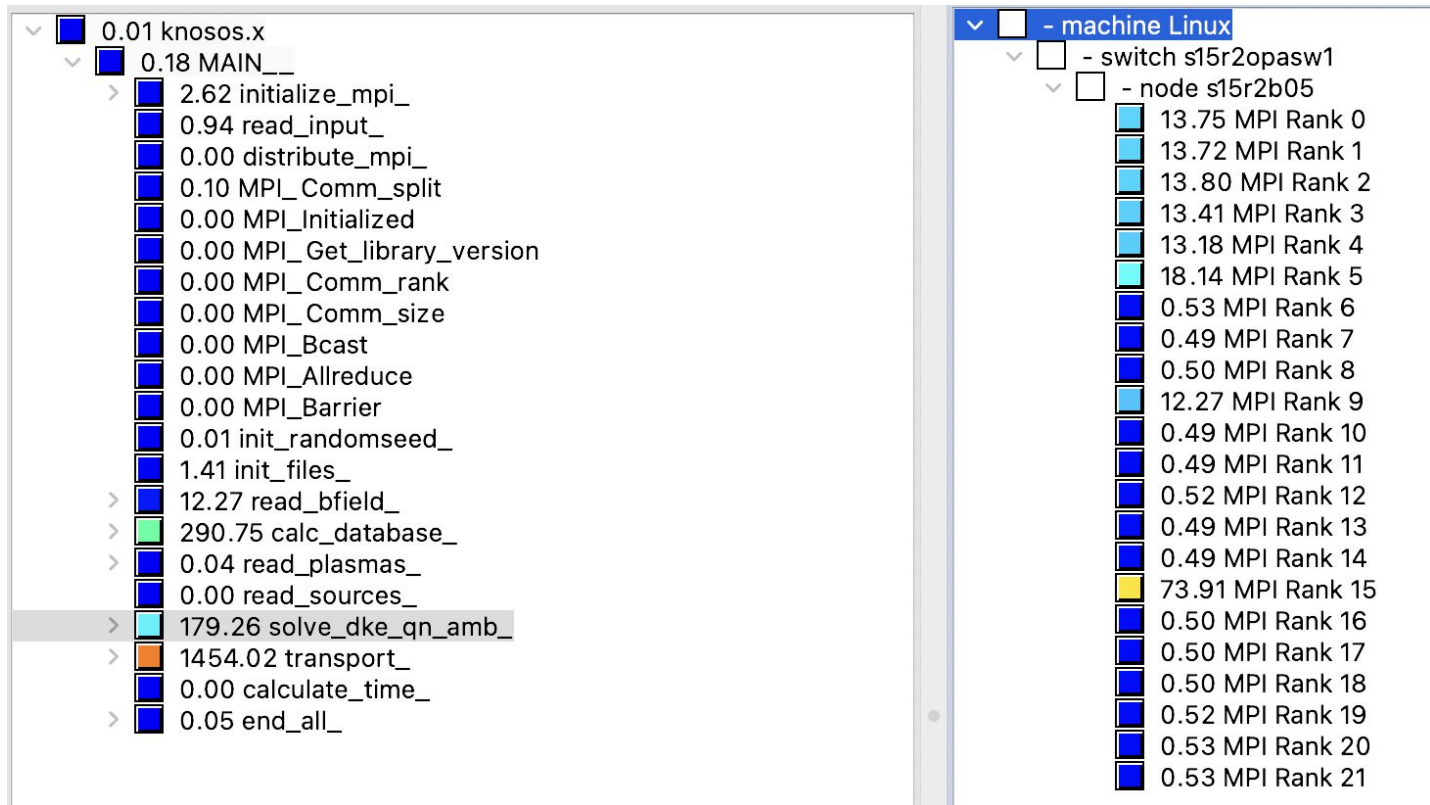 0.01 knosos.x
0.18 MAIN__
2.62 initialize_mpi_
0.94 read_input_
0.00 distribute_mpi_
0.10 MPI_Comm_split
0.00 MPI_Initialized
0.00 MPI_Get_library_version
0.00 MPI_Comm_rank
0.00 MPI_Comm_size
0.00 MPI_Bcast
0.00 MPI_Allreduce
0.00 MPI_Barrier
0.01 init_randomseed_
1.41 init_files_
12.27 read_bfield_
290.75 calc_database_
0.04 read_plasmas_
0.00 read_sources_
179.26 solve_dke_qn_amb_
1454.02 transport_
0.00 calculate_time_
0.05 end_all_
- machine Linux
- switch s15r2opasw1
- node s15r2b05
13.75 MPI Rank 0
13.72 MPI Rank 1
13.80 MPI Rank 2
13.41 MPI Rank 3
13.18 MPI Rank 4
18.14 MPI Rank 5
0.53 MPI Rank 6
0.49 MPI Rank 7
0.50 MPI Rank 8
12.27 MPI Rank 9
0.49 MPI Rank 10
0.49 MPI Rank 11
0.52 MPI Rank 12
0.49 MPI Rank 13
0.49 MPI Rank 14
73.91 MPI Rank 15
0.50 MPI Rank 16
0.50 MPI Rank 17
0.50 MPI Rank 18
0.52 MPI Rank 19
0.53 MPI Rank 20
0.53 MPI Rank 21